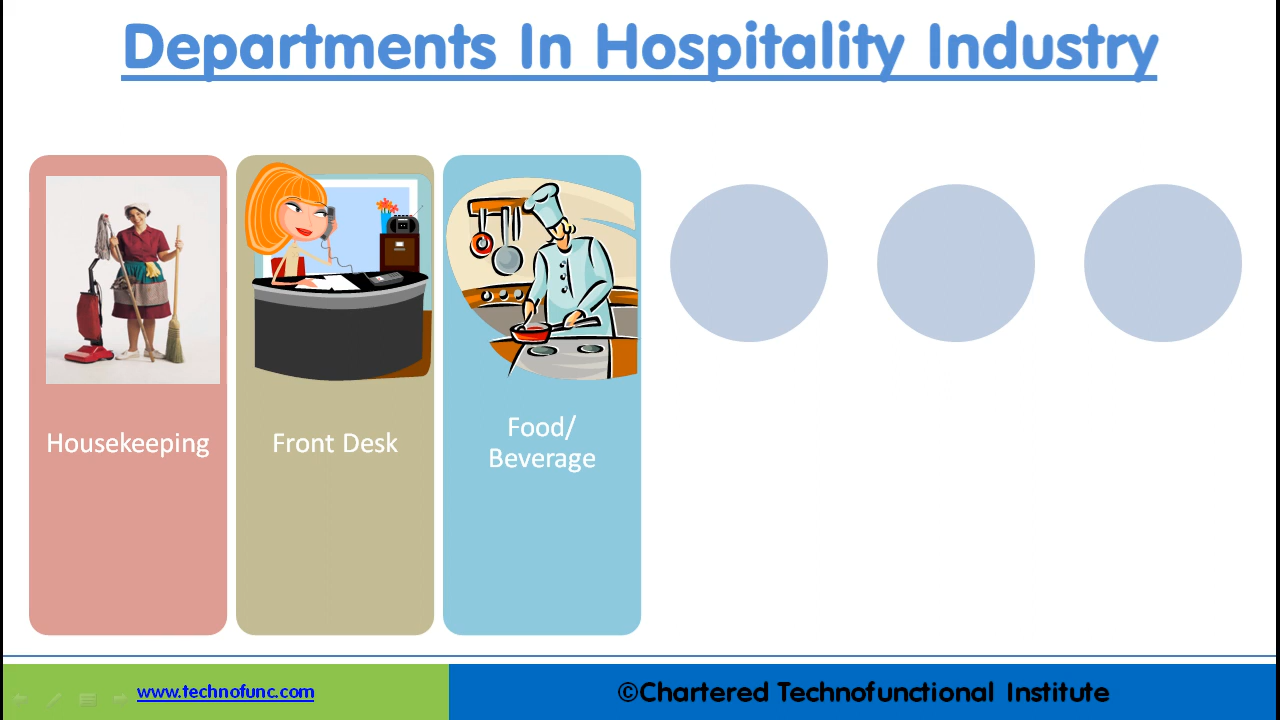 Departments In Hospitality Industry
Housekeeping
Front Desk
Food/
Beverage
www.technofunc.com
©Chartered Technofunctional Institute